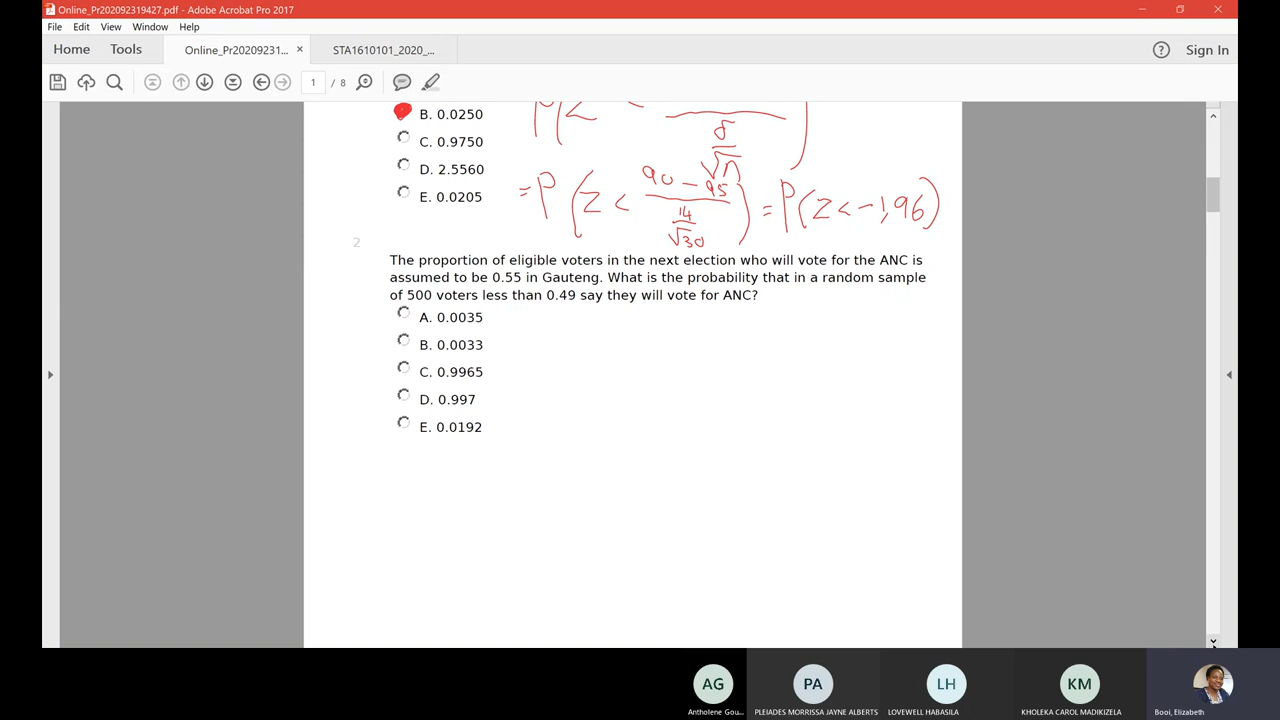 Online_Pr202092319427.pdf - Adobe Acrobat Pro 2017
File Edit View Window Help
Home Tools Online_Pr20209231... × STA1610101_2020_... ? Sign In
1 / 8
B. 0.0250
C. 0.9750
D. 2.5560
E. 0.0205
P(Z <
δ
√n )
= P(Z < 90 - 95
14
√30 ) = P(Z < -1,96)
2
The proportion of eligible voters in the next election who will vote for the ANC is
assumed to be 0.55 in Gauteng. What is the probability that in a random sample
of 500 voters less than 0.49 say they will vote for ANC?
A. 0.0035
B. 0.0033
C. 0.9965
D. 0.997
E. 0.0192
AG PA LH KM
Antholene Gou... PLEIADES MORRISSA JAYNE ALBERTS LOVEWELL HABASILA KHOLEKA CAROL MADIKIZELA Booi, Elizabeth